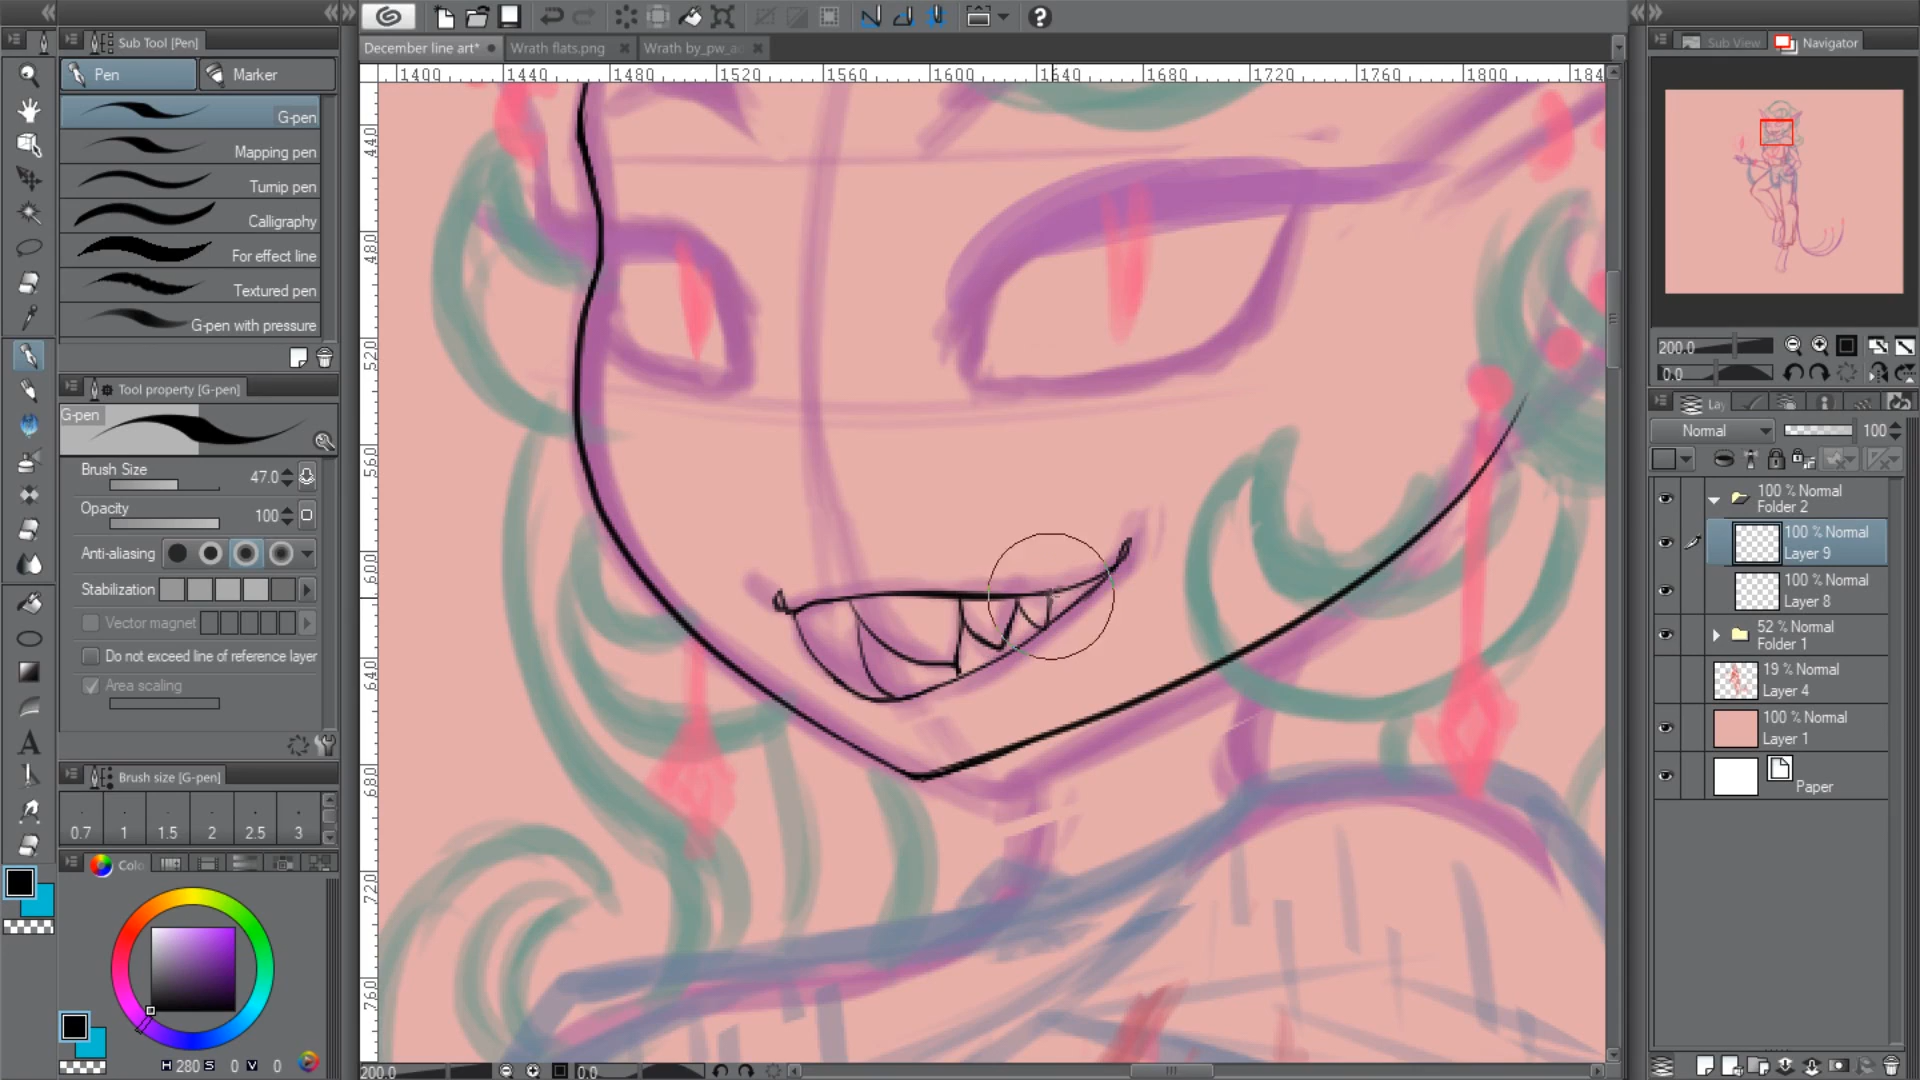 Sub Tool [Pen]
Pen
Marker
G-pen
Mapping pen
Turnip pen
Calligraphy
For effect line
Textured pen
G-pen with pressure
Tool property [G-pen]
G-pen
Brush Size 47.0
Opacity 100
Anti-aliasing
Stabilization
Vector magnet
Do not exceed line of reference layer
Area scaling
Brush size [G-pen]
0.7 1 1.5 2 2.5 3
Colo
H 280 S 0 V 0
December line art*
Wrath flats.png
Wrath by_pw_a
1400 1440 1480 1520 1560 1600 1640 1680 1720 1760 1800 184
440
480
520
560
600
640
680
720
760
200.0 0.0
Sub View
Navigator
200.0
0.0
Lay
Normal 100
100 % Normal
Folder 2
100 % Normal
Layer 9
100 % Normal
Layer 8
52 % Normal
Folder 1
19 % Normal
Layer 4
100 % Normal
Layer 1
Paper